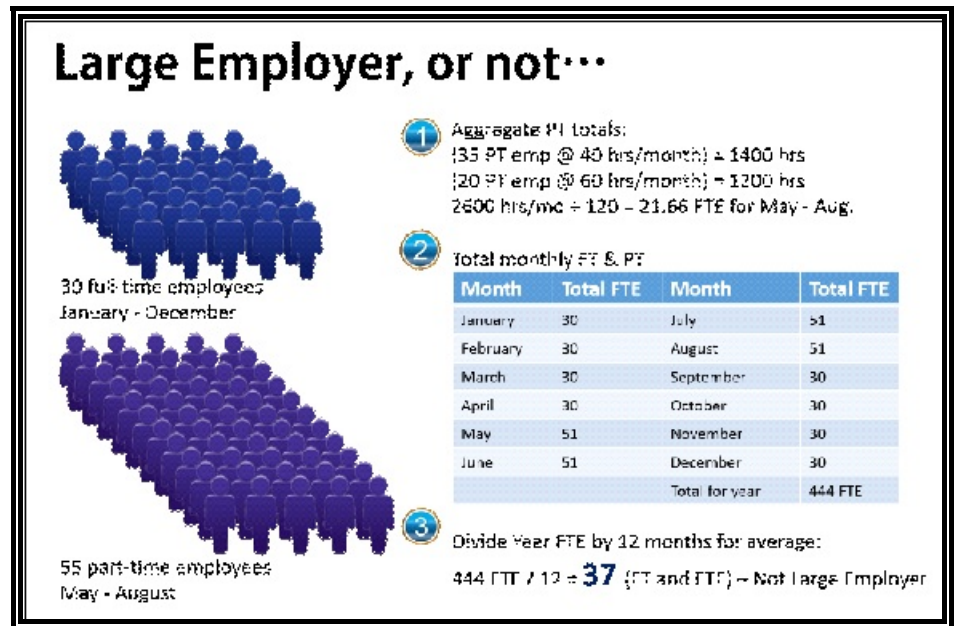 Large Employer, or not···
1
Aggregate PT totals:
(35 PT emp @ 40 hrs/month) = 1400 hrs
(20 PT emp @ 60 hrs/month) = 1200 hrs
2600 hrs/mo ÷ 120 = 21.66 FTE for May - Aug.
30 full-time employees
January - December
2
Total monthly FT & PT
Month Total FTE Month Total FTE
January 30 July 51
February 30 August 51
March 30 September 30
April 30 October 30
May 51 November 30
June 51 December 30
Total for year 444 FTE
55 part-time employees
May - August
3
Divide Year FTE by 12 months for average:
444 FTE / 12 = 37 (FT and FTE) – Not Large Employer